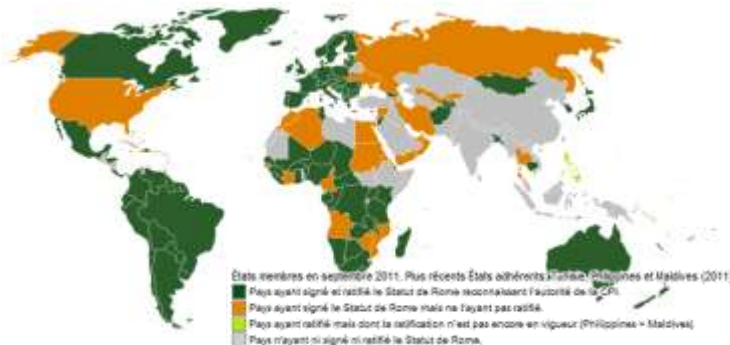 États membres en septembre 2011. Plus récents États adhérents : Tunisie, Philippines et Maldives (2011)
Pays ayant signé et ratifié le Statut de Rome reconnaissant l'autorité de la CPI.
Pays ayant signé le Statut de Rome mais ne l'ayant pas ratifié.
Pays ayant ratifié mais dont la ratification n'est pas encore en vigueur (Philippines + Maldives)
Pays n'ayant ni signé ni ratifié le Statut de Rome.